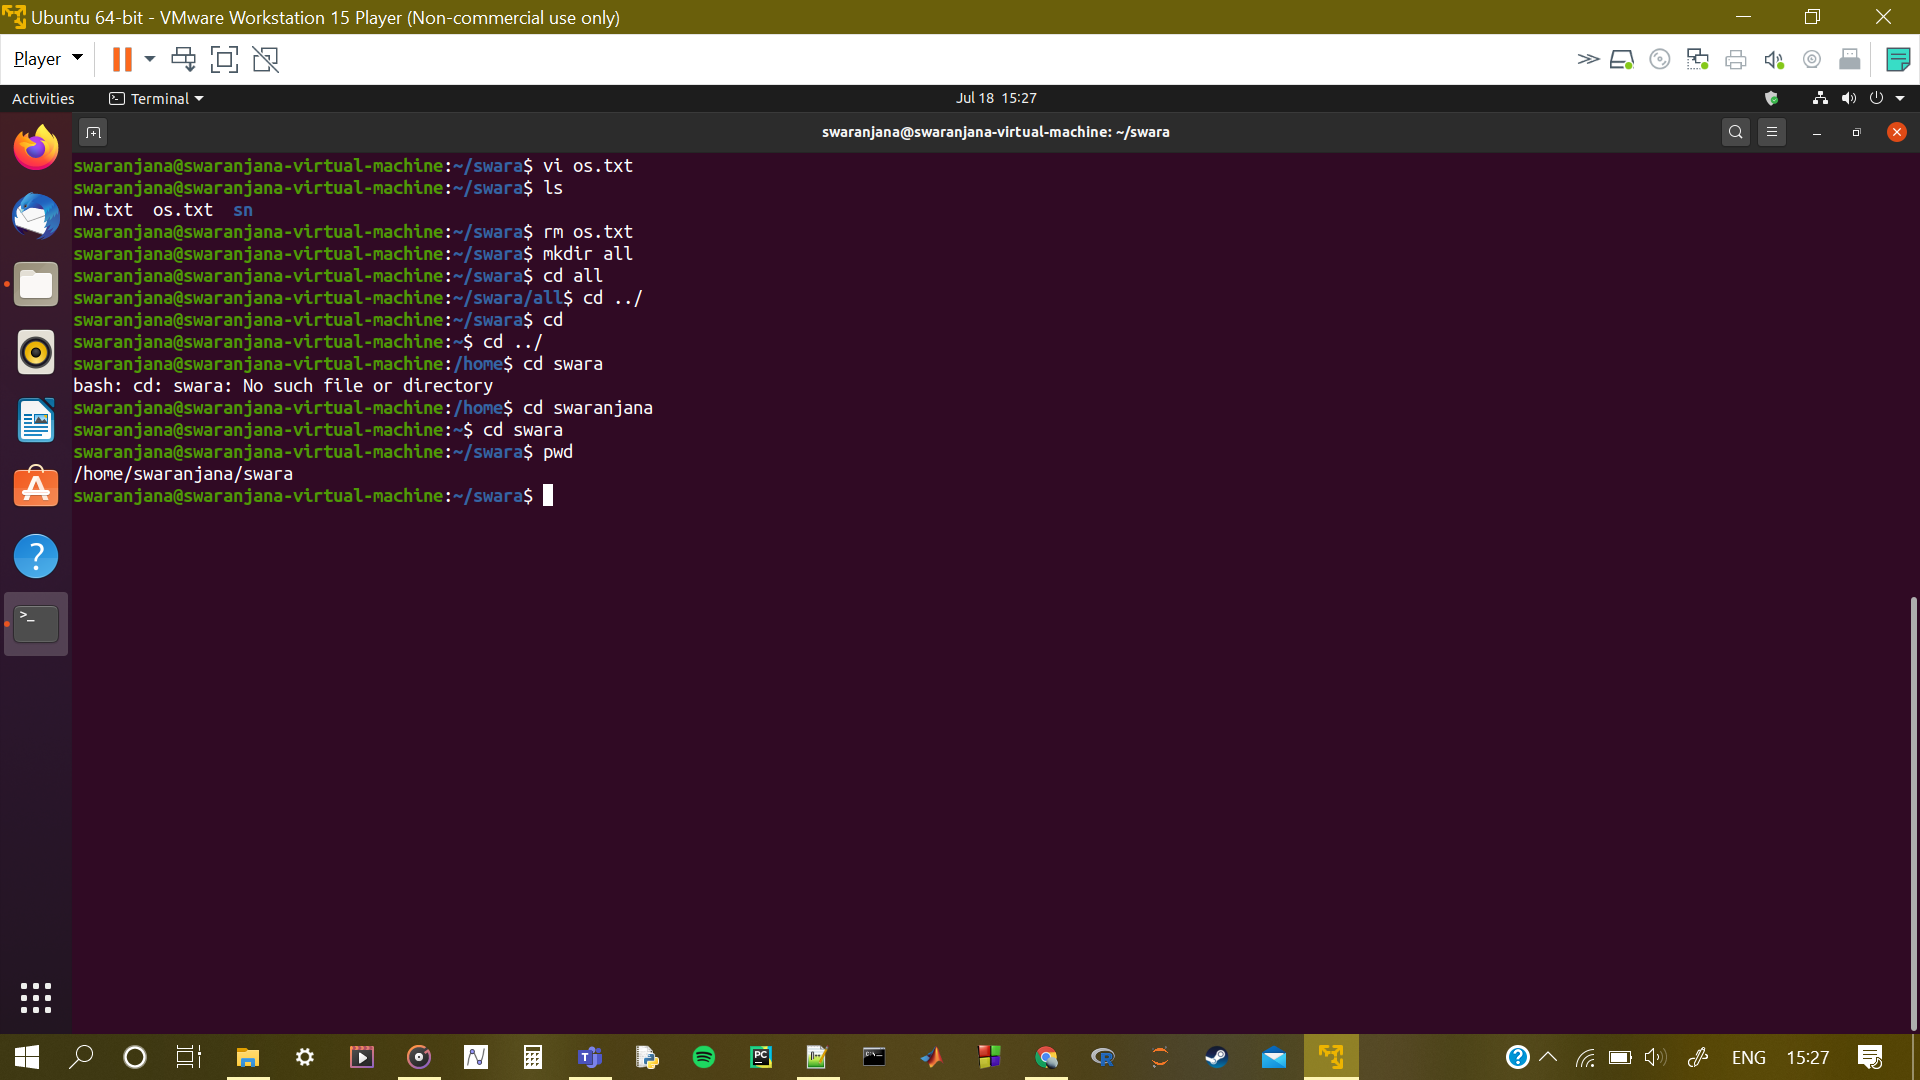 Ubuntu 64-bit - VMware Workstation 15 Player (Non-commercial use only)
Player
Activities Terminal Jul 18 15:27
swaranjana@swaranjana-virtual-machine: ~/swara
swaranjana@swaranjana-virtual-machine:~/swara$ vi os.txt
swaranjana@swaranjana-virtual-machine:~/swara$ ls
nw.txt os.txt sn
swaranjana@swaranjana-virtual-machine:~/swara$ rm os.txt
swaranjana@swaranjana-virtual-machine:~/swara$ mkdir all
swaranjana@swaranjana-virtual-machine:~/swara$ cd all
swaranjana@swaranjana-virtual-machine:~/swara/all$ cd ../
swaranjana@swaranjana-virtual-machine:~/swara$ cd
swaranjana@swaranjana-virtual-machine:~$ cd ../
swaranjana@swaranjana-virtual-machine:/home$ cd swara
bash: cd: swara: No such file or directory
swaranjana@swaranjana-virtual-machine:/home$ cd swaranjana
swaranjana@swaranjana-virtual-machine:~$ cd swara
swaranjana@swaranjana-virtual-machine:~/swara$ pwd
/home/swaranjana/swara
swaranjana@swaranjana-virtual-machine:~/swara$
ENG 15:27